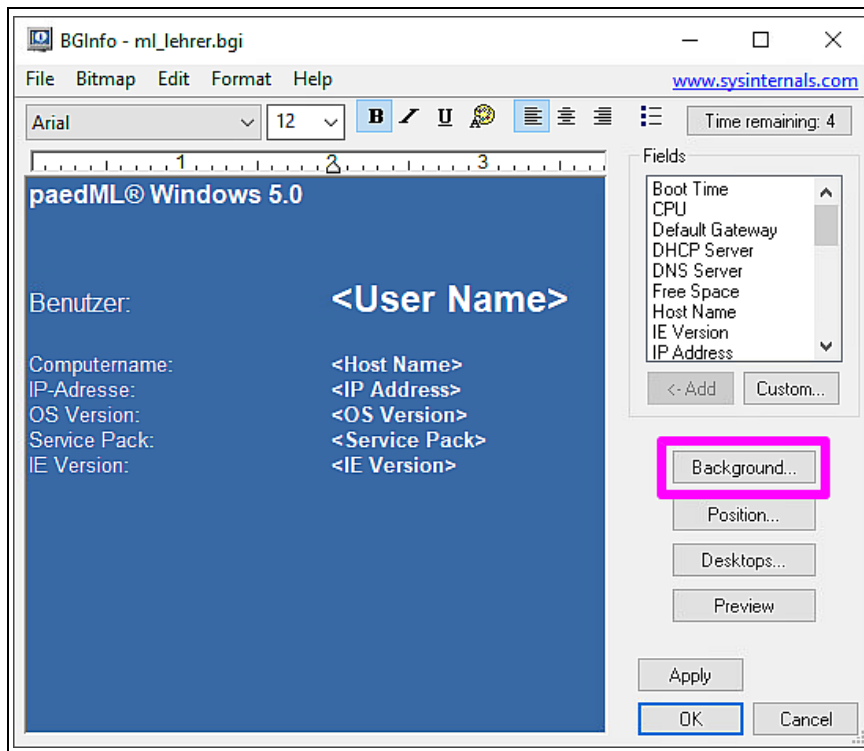 BGInfo - ml_lehrer.bgi
File Bitmap Edit Format Help www.sysinternals.com
Arial 12 B I U A Time remaining: 4
1 2 3
Fields
paedML® Windows 5.0
Benutzer: <User Name>
Computername: <Host Name>
IP-Adresse: <IP Address>
OS Version: <OS Version>
Service Pack: <Service Pack>
IE Version: <IE Version>
Boot Time
CPU
Default Gateway
DHCP Server
DNS Server
Free Space
Host Name
IE Version
IP Address
<- Add Custom...
Background...
Position...
Desktops...
Preview
Apply
OK Cancel